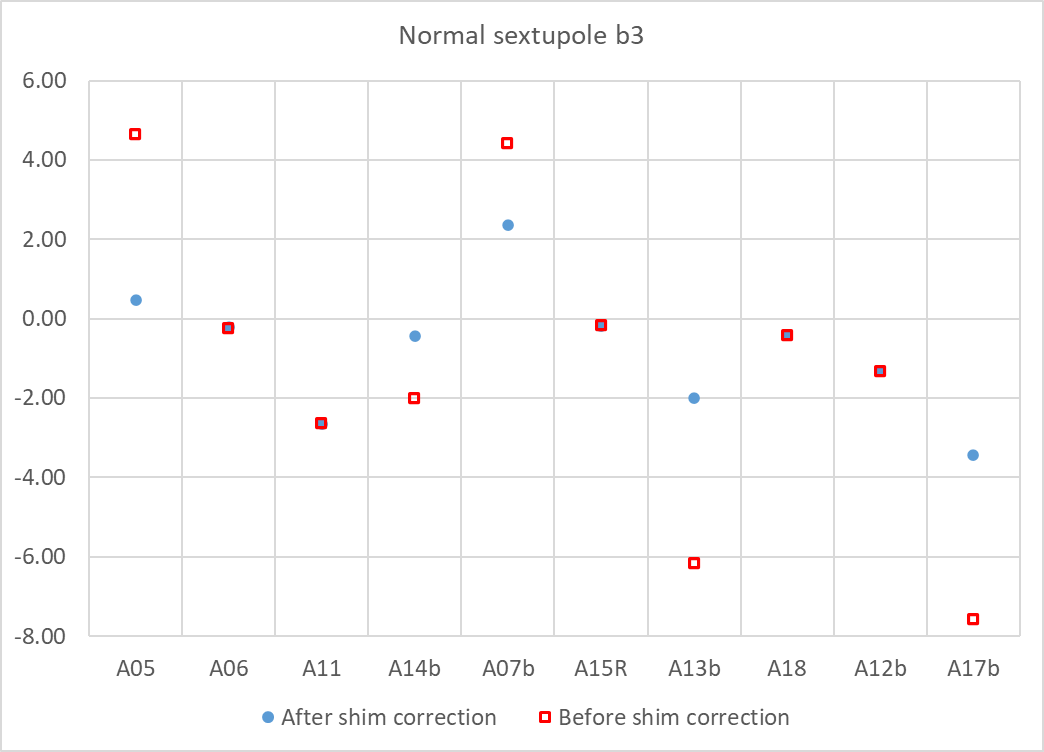 Normal sextupole b3
6.00
4.00
2.00
0.00
-2.00
-4.00
-6.00
-8.00
A05 A06 A11 A14b A07b A15R A13b A18 A12b A17b
After shim correction Before shim correction